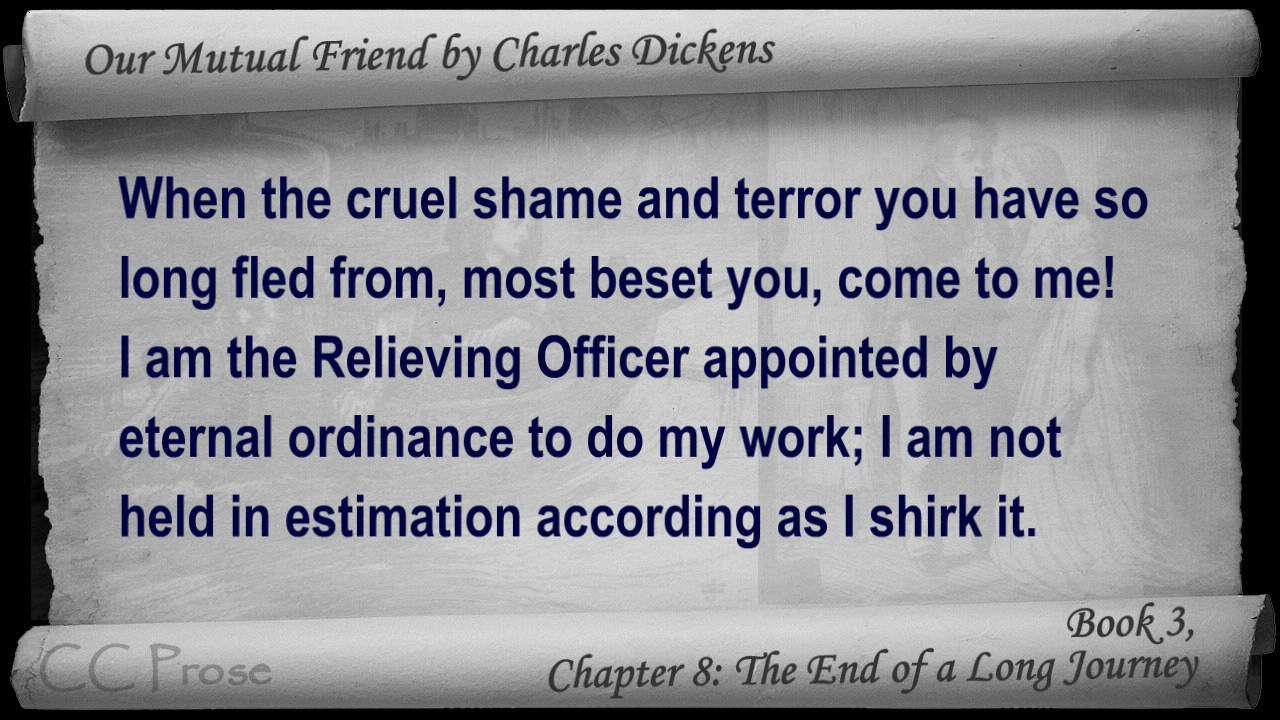 Our Mutual Friend by Charles Dickens
When the cruel shame and terror you have so
long fled from, most beset you, come to me!
I am the Relieving Officer appointed by
eternal ordinance to do my work; I am not
held in estimation according as I shirk it.
Book 3,
CC Prose
Chapter 8: The End of a Long Journey